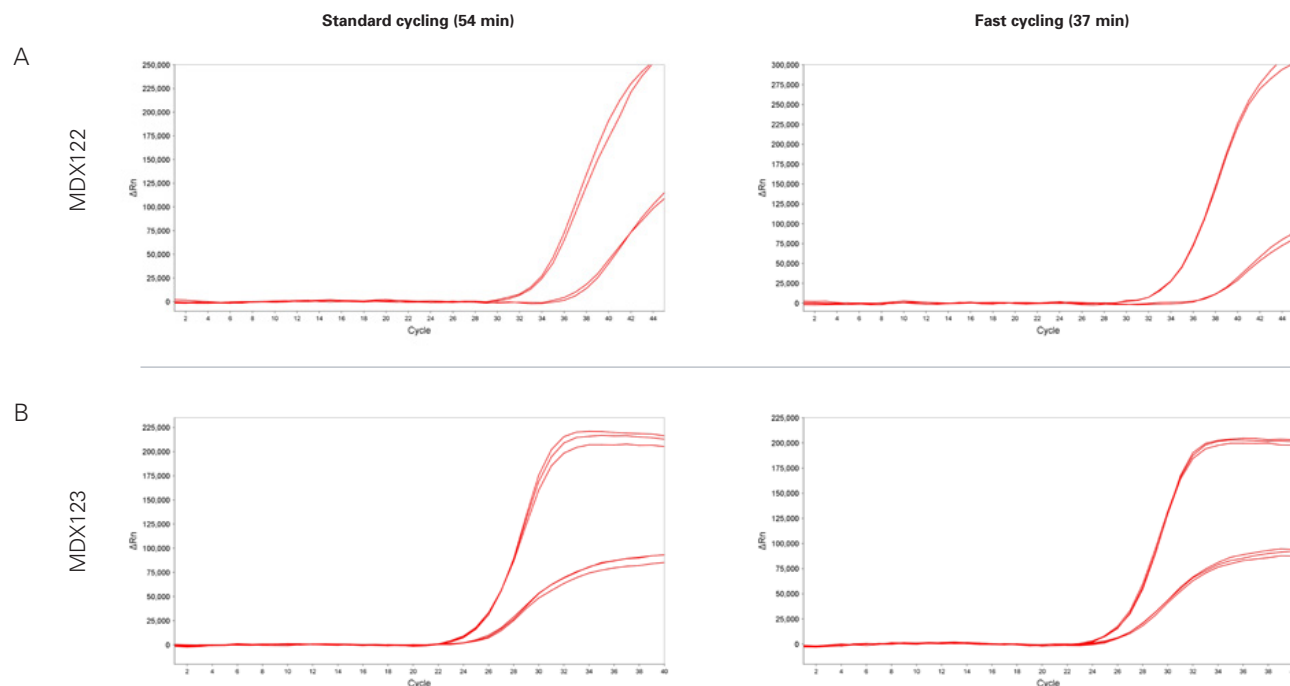 Standard cycling (54 min)
Fast cycling (37 min)
A
MDX122
250,000
225,000
200,000
175,000
150,000
125,000
100,000
75,000
50,000
25,000
0
ΔRn
2 4 6 8 10 12 14 16 18 20 22 24 26 28 30 32 34 36 38 40 42 44
Cycle
300,000
275,000
250,000
225,000
200,000
175,000
150,000
125,000
100,000
75,000
50,000
25,000
0
ΔRn
2 4 6 8 10 12 14 16 18 20 22 24 26 28 30 32 34 36 38 40 42 44
Cycle
B
MDX123
225,000
200,000
175,000
150,000
125,000
100,000
75,000
50,000
25,000
0
ΔRn
2 4 6 8 10 12 14 16 18 20 22 24 26 28 30 32 34 36 38 40
Cycle
225,000
200,000
175,000
150,000
125,000
100,000
75,000
50,000
25,000
0
ΔRn
2 4 6 8 10 12 14 16 18 20 22 24 26 28 30 32 34 36 38
Cycle